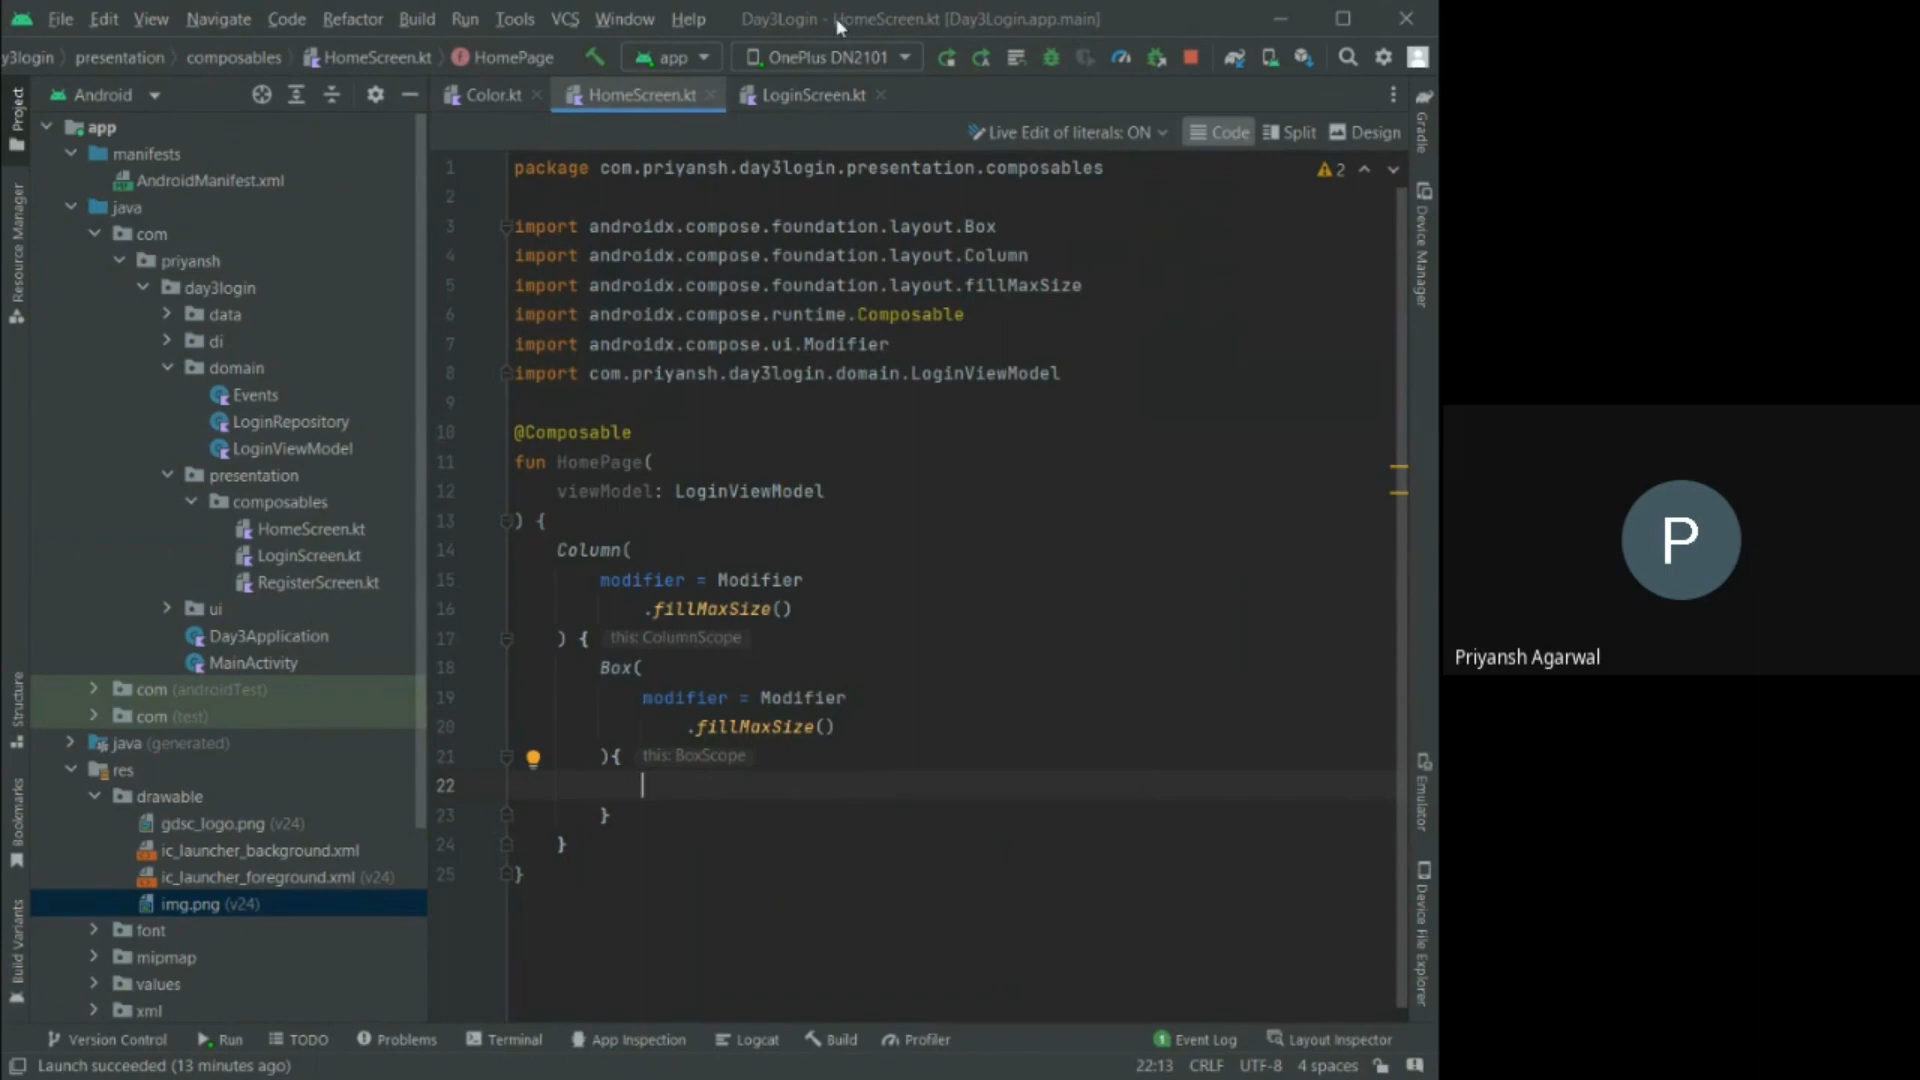 File Edit View Navigate Code Refactor Build Run Tools VCS Window Help Day3Login - HomeScreen.kt [Day3Login.app.main]
y3login presentation composables HomeScreen.kt HomePage app OnePlus DN2101
Project
Android
Color.kt HomeScreen.kt LoginScreen.kt
Live Edit of literals: ON Code Split Design
app
manifests
AndroidManifest.xml
java
com
priyansh
day3login
data
di
domain
Events
LoginRepository
LoginViewModel
presentation
composables
HomeScreen.kt
LoginScreen.kt
RegisterScreen.kt
ui
Day3Application
MainActivity
com (androidTest)
com (test)
java (generated)
res
drawable
gdsc_logo.png (v24)
ic_launcher_background.xml
ic_launcher_foreground.xml (v24)
img.png (v24)
font
mipmap
values
xml
Resource Manager
Structure
Bookmarks
Build Variants
1 package com.priyansh.day3login.presentation.composables
2
3 import androidx.compose.foundation.layout.Box
4 import androidx.compose.foundation.layout.Column
5 import androidx.compose.foundation.layout.fillMaxSize
6 import androidx.compose.runtime.Composable
7 import androidx.compose.ui.Modifier
8 import com.priyansh.day3login.domain.LoginViewModel
9
10 @Composable
11 fun HomePage(
12 viewModel: LoginViewModel
13 ) {
14 Column(
15 modifier = Modifier
16 .fillMaxSize()
17 ) { this: ColumnScope
18 Box(
19 modifier = Modifier
20 .fillMaxSize()
21 ){ this: BoxScope
22
23 }
24 }
25 }
2
Gradle
Device Manager
Emulator
Device File Explorer
P
Priyansh Agarwal
Version Control Run TODO Problems Terminal App Inspection Logcat Build Profiler 1 Event Log Layout Inspector
Launch succeeded (13 minutes ago) 22:13 CRLF UTF-8 4 spaces